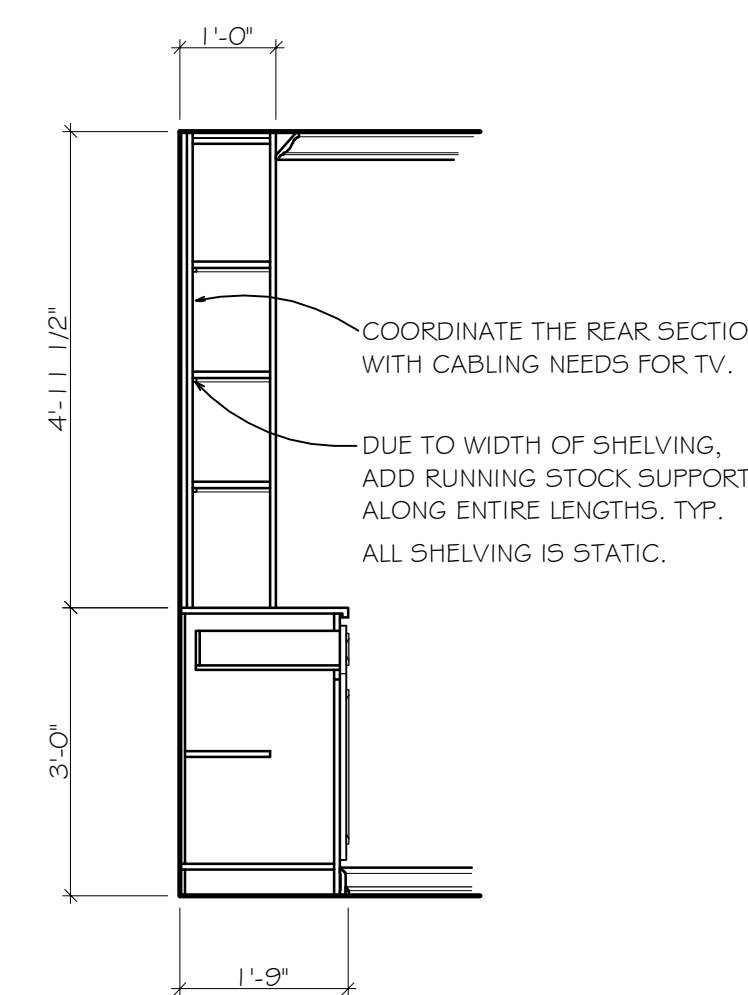 1'-0"
4'-11 1/2"
COORDINATE THE REAR SECTIO
WITH CABLING NEEDS FOR TV.
DUE TO WIDTH OF SHELVING,
ADD RUNNING STOCK SUPPORT
ALONG ENTIRE LENGTHS. TYP.
ALL SHELVING IS STATIC.
3'-0"
1'-9"